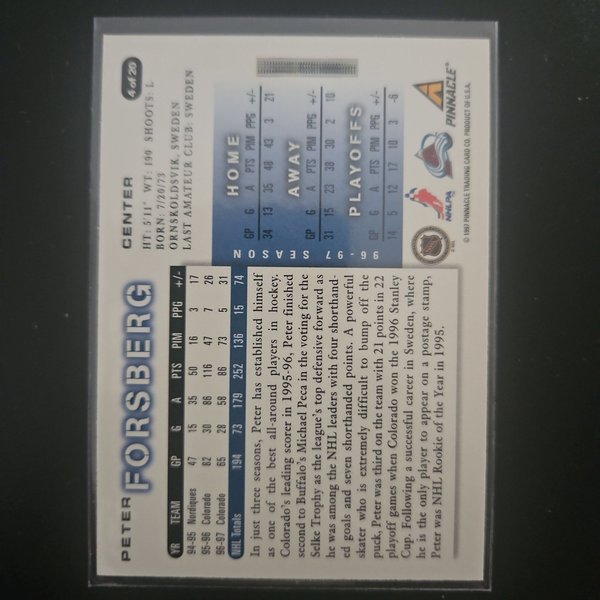 PETER
FORSBERG
CENTER
4 of 20
HT: 5'11" WT: 190 SHOOTS: L
BORN: 7/20/73
ORNSKOLDSVIK, SWEDEN
LAST AMATEUR CLUB: SWEDEN
YR TEAM GP G A PTS PIM PPG +/-
94-95 Nordiques 47 15 35 50 16 3 17
95-96 Colorado 82 30 86 116 47 7 26
96-97 Colorado 65 28 58 86 73 5 31
NHL Totals 194 73 179 252 136 15 74
In just three seasons, Peter has established himself
as one of the best all-around players in hockey.
Colorado's leading scorer in 1995-96, Peter finished
second to Buffalo's Michael Peca in the voting for the
Selke Trophy as the league's top defensive forward as
he was among the NHL leaders with four shorthand-
ed goals and seven shorthanded points. A powerful
skater who is extremely difficult to bump off the
puck, Peter was third on the team with 21 points in 22
playoff games when Colorado won the 1996 Stanley
Cup. Following a successful career in Sweden, where
he is the only player to appear on a postage stamp,
Peter was NHL Rookie of the Year in 1995.
96-97 SEASON
HOME
GP G A PTS PIM PPG +/-
34 13 35 48 43 3 21
AWAY
GP G A PTS PIM PPG +/-
31 15 23 38 30 2 10
PLAYOFFS
GP G A PTS PIM PPG +/-
14 5 12 17 10 3 -6
NHLPA
PINNACLE
© 1997 PINNACLE TRADING CARD CO. PRODUCT OF U.S.A.